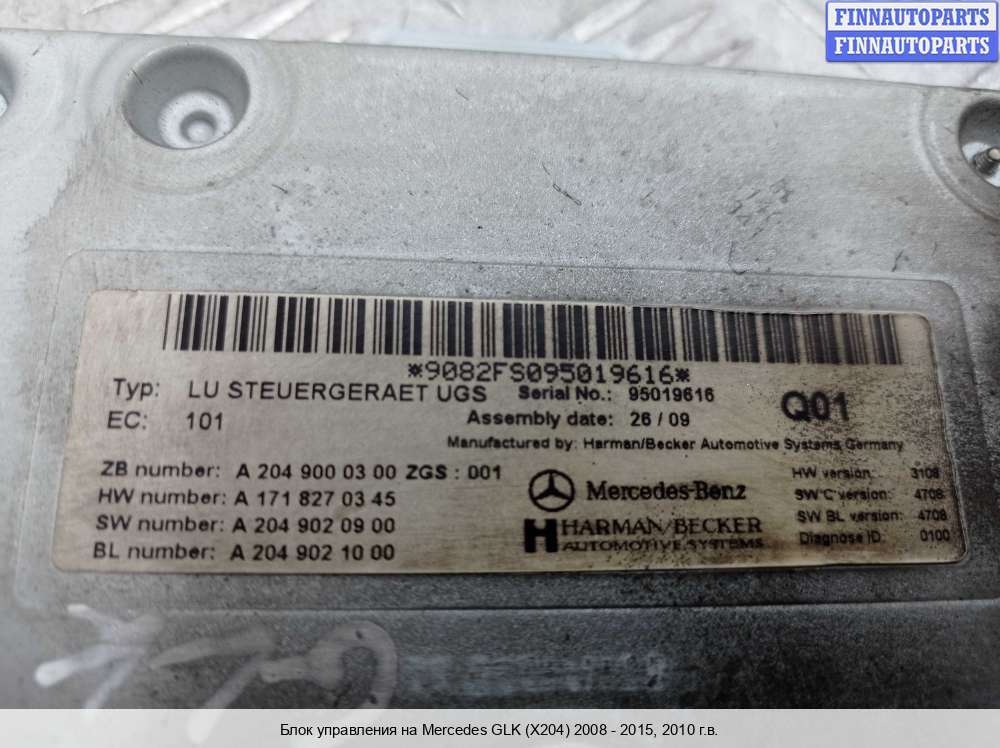 FINNAUTOPARTS
FINNAUTOPARTS
*9082FS095019616*
Typ: LU STEUERGERAET UGS Serial No.: 95019616
EC: 101 Assembly date: 26 / 09 Q01
Manufactured by: Harman/Becker Automotive Systems Germany
ZB number: A 204 900 03 00 ZGS : 001
HW number: A 171 827 03 45
SW number: A 204 902 09 00
BL number: A 204 902 10 00
Mercedes-Benz
HARMAN/BECKER
AUTOMOTIVE SYSTEMS
HW version: 3108
SW C version: 4708
SW BL version: 4708
Diagnose ID: 0100
Блок управления на Mercedes GLK (X204) 2008 - 2015, 2010 г.в.